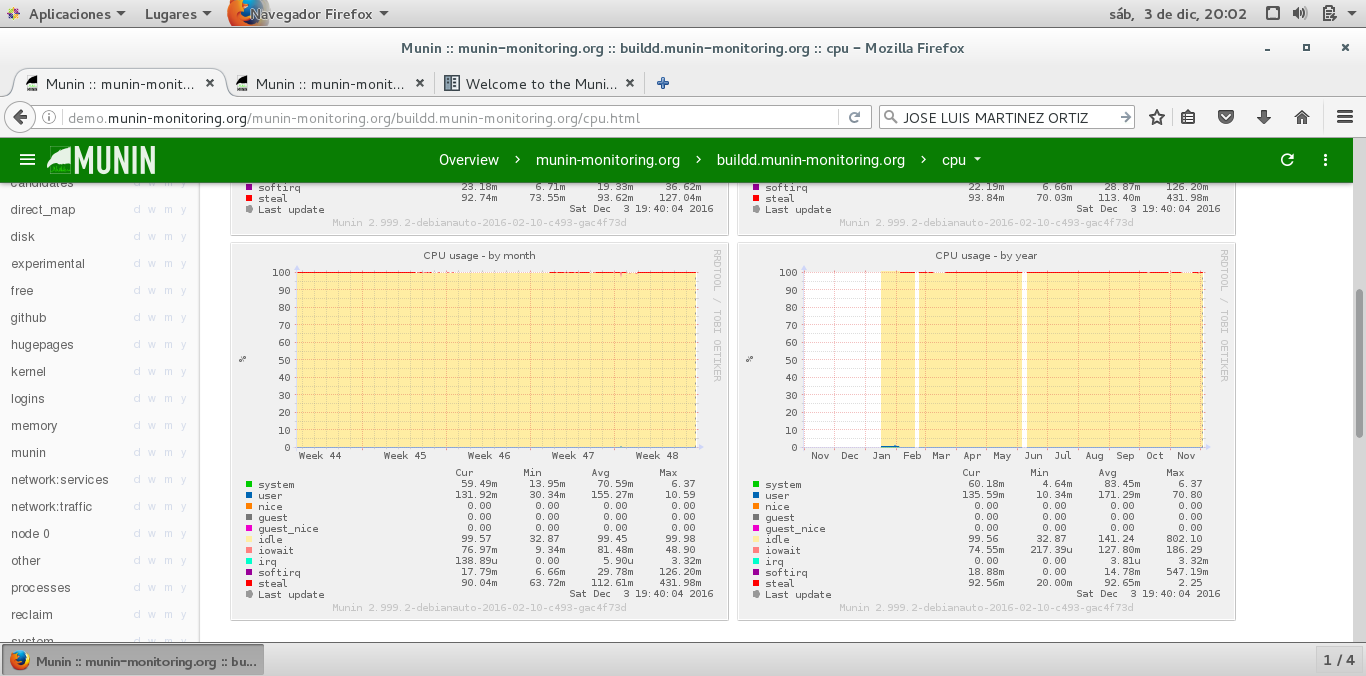 Aplicaciones Lugares Navegador Firefox sáb, 3 de dic, 20:02
Munin :: munin-monitoring.org :: buildd.munin-monitoring.org :: cpu - Mozilla Firefox
Munin :: munin-monit... Munin :: munin-monit... Welcome to the Muni...
demo.munin-monitoring.org/munin-monitoring.org/buildd.munin-monitoring.org/cpu.html JOSE LUIS MARTINEZ ORTIZ
MUNIN Overview › munin-monitoring.org › buildd.munin-monitoring.org › cpu
candidates d w m y
direct_map d w m y
disk d w m y
experimental d w m y
free d w m y
github d w m y
hugepages d w m y
kernel d w m y
logins d w m y
memory d w m y
munin d w m y
network:services d w m y
network:traffic d w m y
node 0 d w m y
other d w m y
processes d w m y
reclaim d w m y
system d w m y
softirq 23.18m 6.71m 19.33m 36.62m
steal 92.74m 73.55m 93.62m 127.04m
Last update Sat Dec 3 19:40:04 2016
Munin 2.999.2-debianauto-2016-02-10-c493-gac4f73d
softirq 22.19m 6.66m 28.87m 126.20m
steal 93.84m 70.03m 113.40m 431.98m
Last update Sat Dec 3 19:40:04 2016
Munin 2.999.2-debianauto-2016-02-10-c493-gac4f73d
CPU usage - by month
RRDTOOL / TOBI OETIKER
100
90
80
70
60
50
40
30
20
10
0
%
Week 44 Week 45 Week 46 Week 47 Week 48
Cur Min Avg Max
system 59.49m 13.95m 70.59m 6.37
user 131.92m 30.34m 155.27m 10.59
nice 0.00 0.00 0.00 0.00
guest 0.00 0.00 0.00 0.00
guest_nice 0.00 0.00 0.00 0.00
idle 99.57 32.87 99.45 99.98
iowait 76.97m 9.34m 81.48m 48.90
irq 138.89u 0.00 5.90u 3.32m
softirq 17.79m 6.66m 29.78m 126.20m
steal 90.04m 63.72m 112.61m 431.98m
Last update Sat Dec 3 19:40:04 2016
Munin 2.999.2-debianauto-2016-02-10-c493-gac4f73d
CPU usage - by year
RRDTOOL / TOBI OETIKER
100
90
80
70
60
50
40
30
20
10
0
%
Nov Dec Jan Feb Mar Apr May Jun Jul Aug Sep Oct Nov
Cur Min Avg Max
system 60.18m 4.64m 83.45m 6.37
user 135.59m 10.34m 171.29m 70.80
nice 0.00 0.00 0.00 0.00
guest 0.00 0.00 0.00 0.00
guest_nice 0.00 0.00 0.00 0.00
idle 99.56 32.87 141.24 802.10
iowait 74.55m 217.39u 127.80m 186.29
irq 0.00 0.00 3.81u 3.32m
softirq 18.88m 0.00 14.78m 547.19m
steal 92.56m 20.00m 92.65m 2.25
Last update Sat Dec 3 19:40:04 2016
Munin 2.999.2-debianauto-2016-02-10-c493-gac4f73d
Munin :: munin-monitoring.org :: bu... 1 / 4